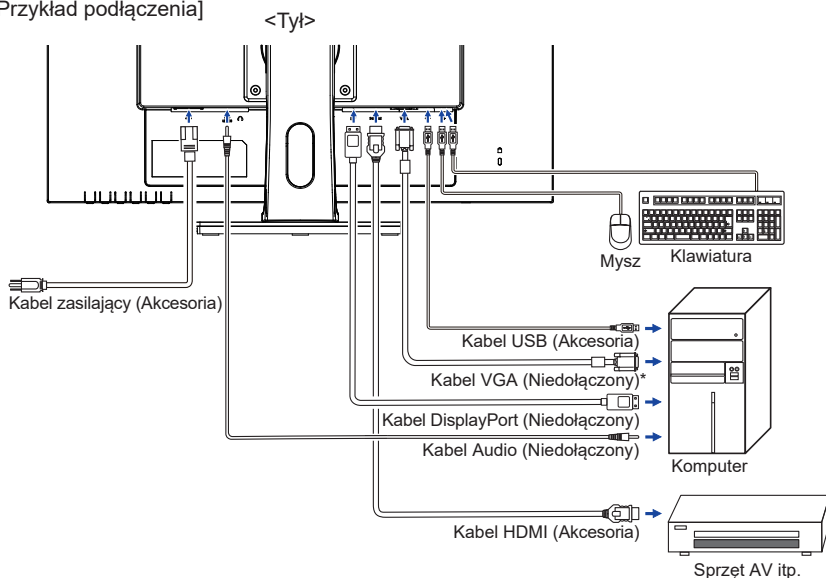 Przykład podłączenia]
<Tył>
Mysz
Klawiatura
Kabel zasilający (Akcesoria)
Kabel USB (Akcesoria)
Kabel VGA (Niedołączony)*
Kabel DisplayPort (Niedołączony)
Kabel Audio (Niedołączony)
Komputer
Kabel HDMI (Akcesoria)
Sprzęt AV itp.